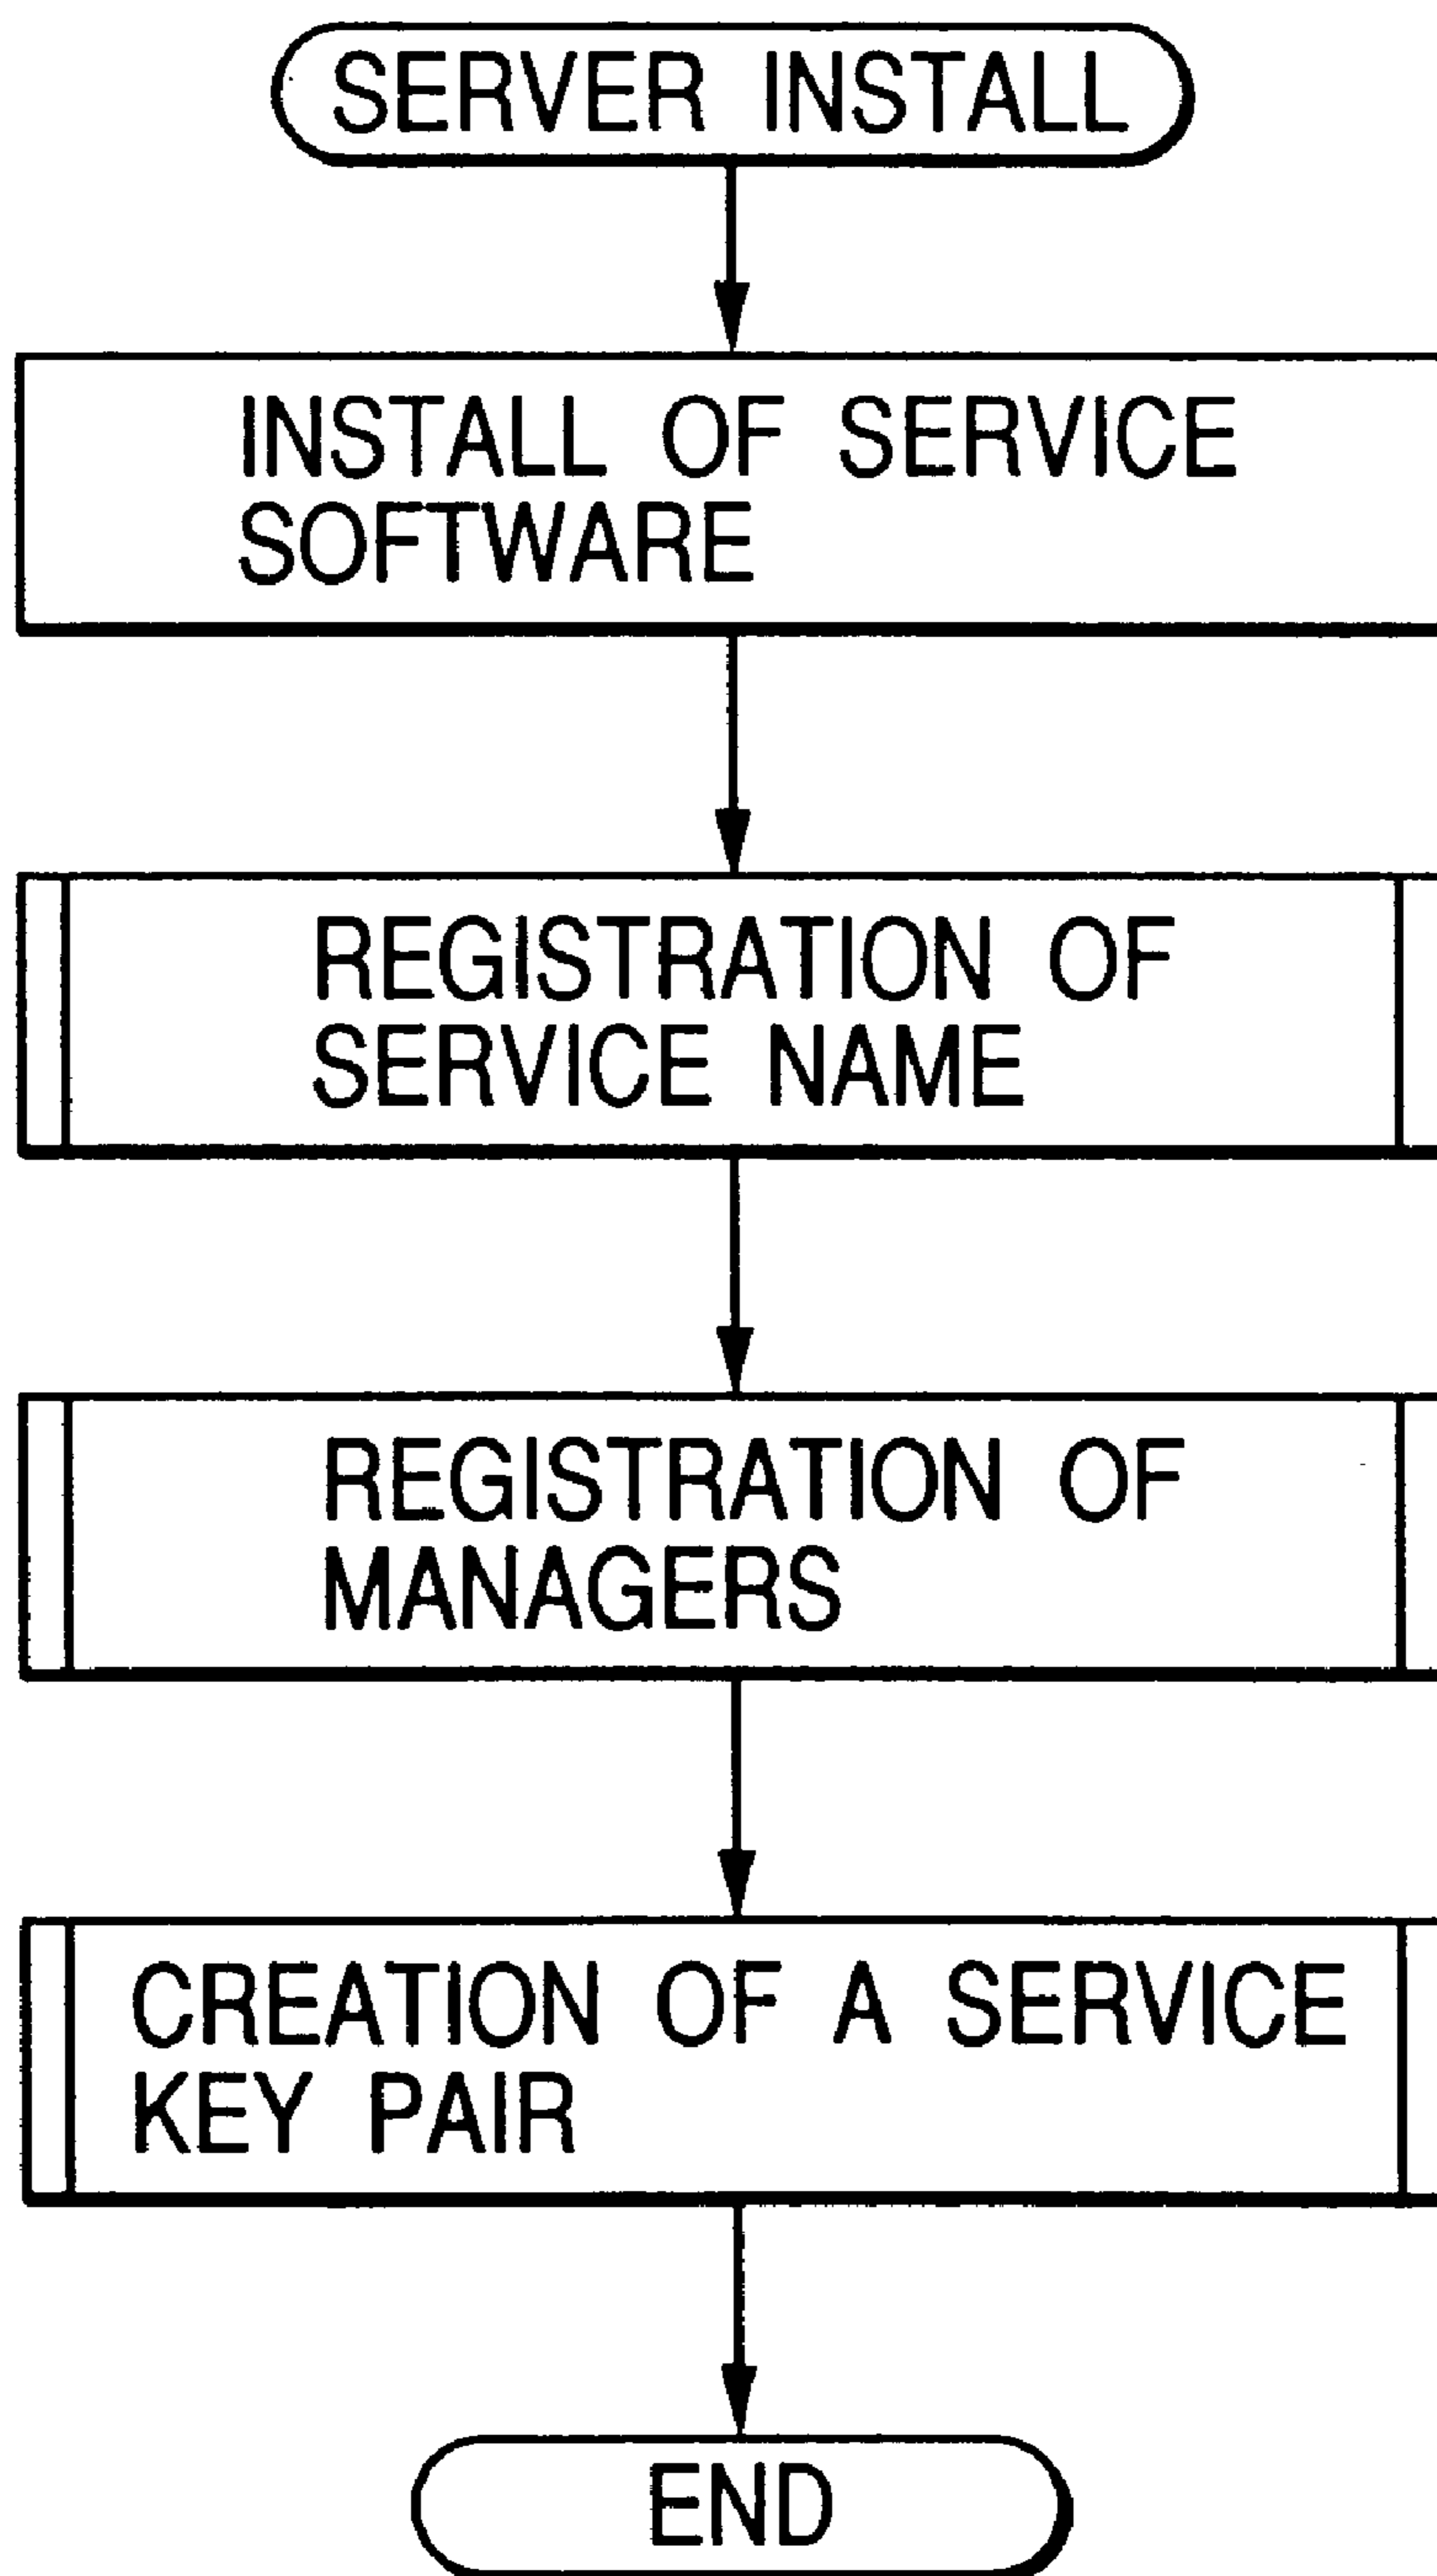 SERVER INSTALL
INSTALL OF SERVICE
SOFTWARE
REGISTRATION OF
SERVICE NAME
REGISTRATION OF
MANAGERS
CREATION OF A SERVICE
KEY PAIR
END